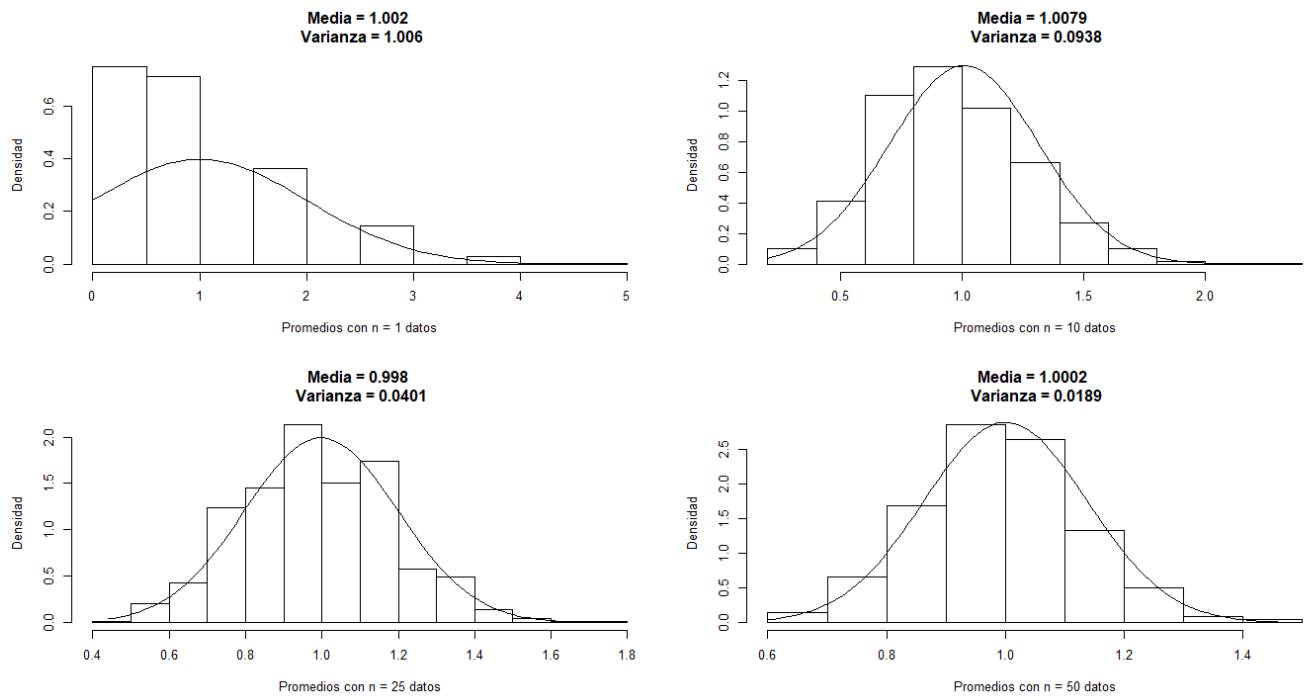 Media = 1.002
Varianza = 1.006
Densidad
0.0 0.2 0.4 0.6
0 1 2 3 4 5
Promedios con n = 1 datos
Media = 1.0079
Varianza = 0.0938
Densidad
0.0 0.2 0.4 0.6 0.8 1.0 1.2
0.5 1.0 1.5 2.0
Promedios con n = 10 datos
Media = 0.998
Varianza = 0.0401
Densidad
0.0 0.5 1.0 1.5 2.0
0.4 0.6 0.8 1.0 1.2 1.4 1.6 1.8
Promedios con n = 25 datos
Media = 1.0002
Varianza = 0.0189
Densidad
0.0 0.5 1.0 1.5 2.0 2.5
0.6 0.8 1.0 1.2 1.4
Promedios con n = 50 datos